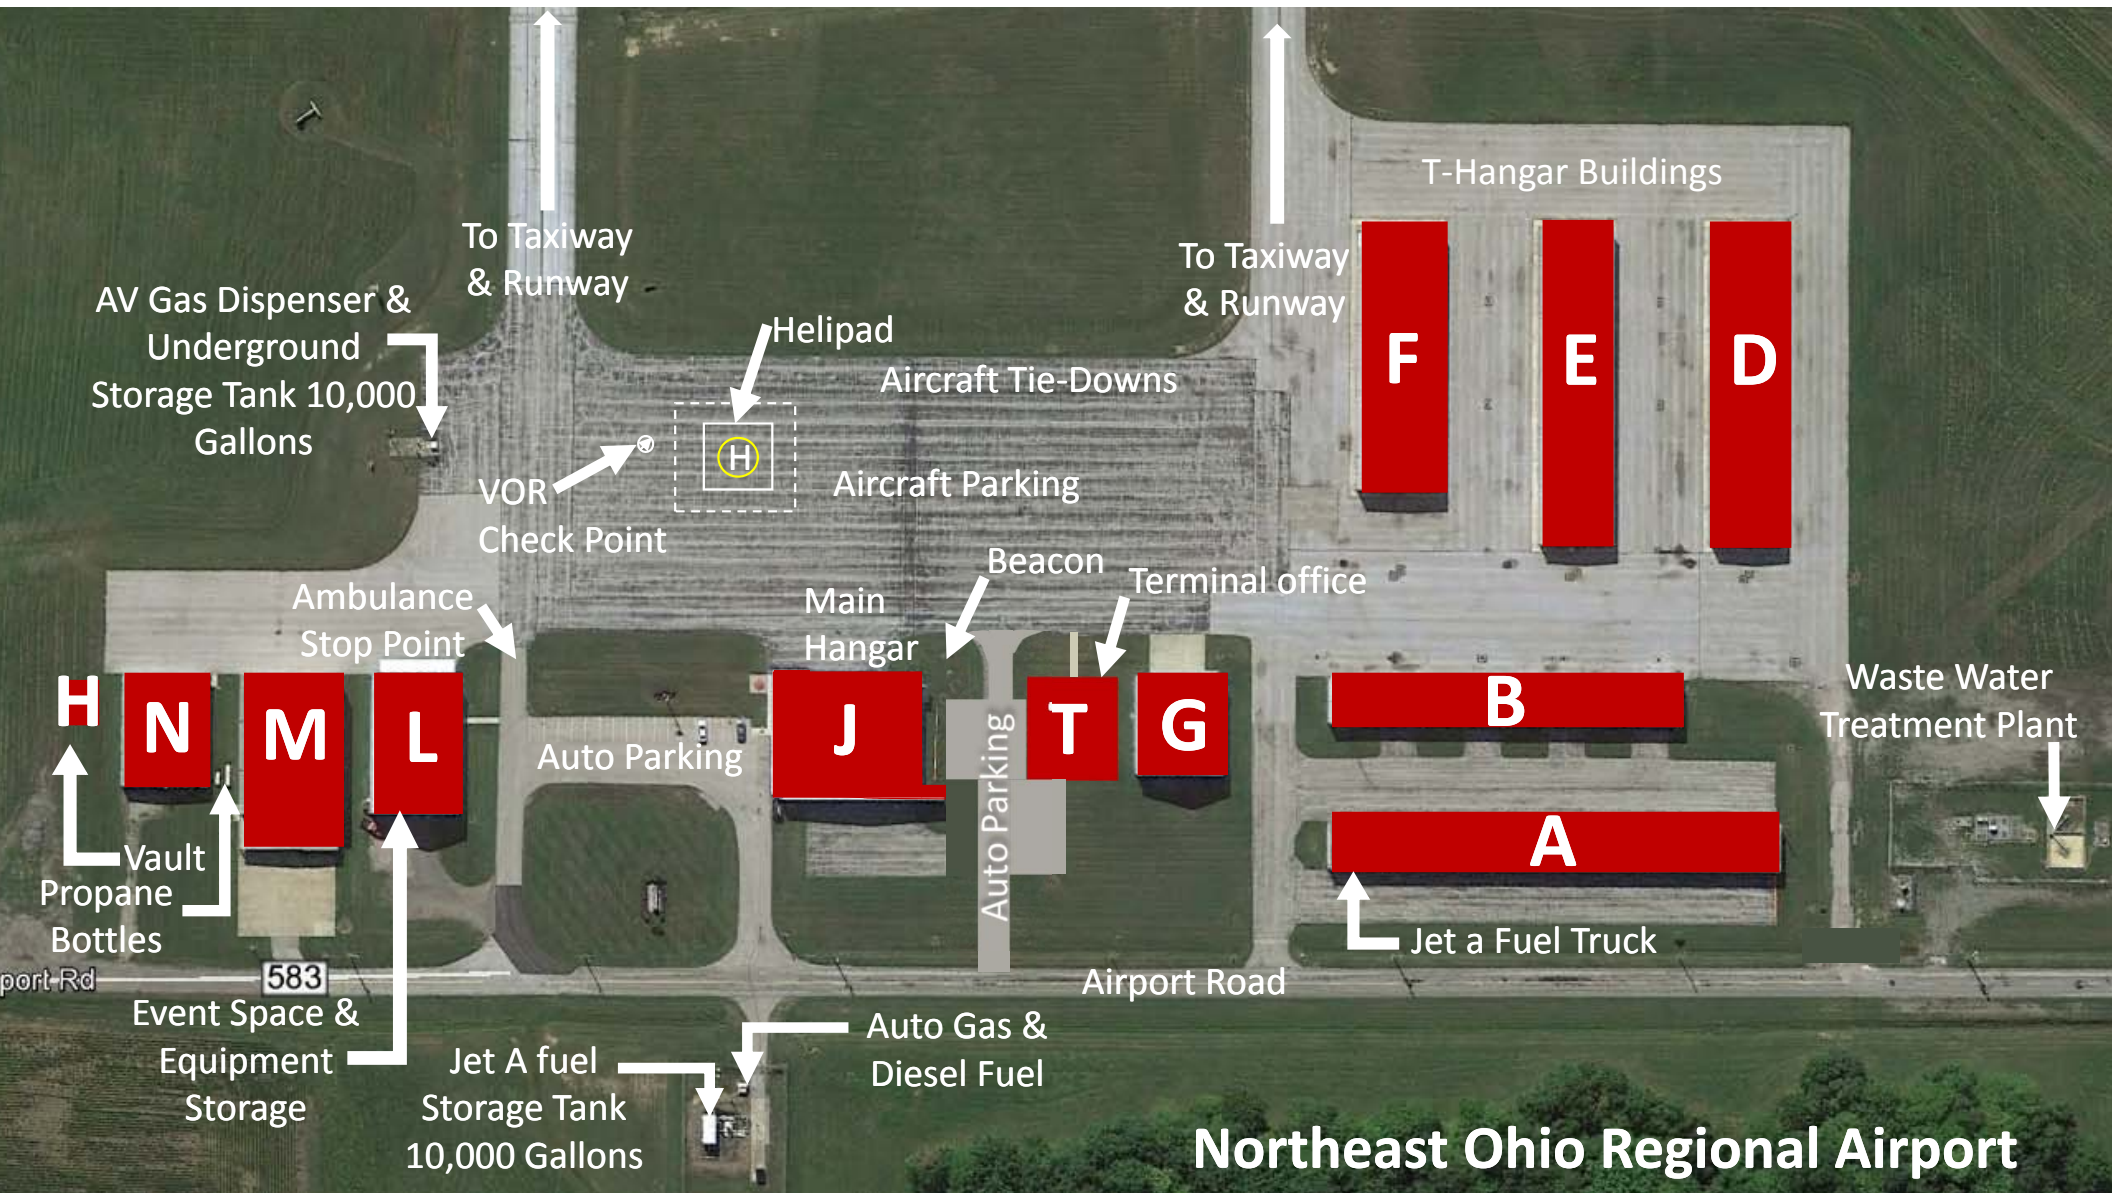 T-Hangar Buildings
To Taxiway
& Runway
To Taxiway
& Runway
AV Gas Dispenser &
Underground
Storage Tank 10,000
Gallons
Helipad
Aircraft Tie-Downs
F
E
D
H
Aircraft Parking
VOR
Check Point
Beacon
Terminal office
Ambulance
Stop Point
Main
Hangar
H
N
M
L
J
T
G
B
A
Auto Parking
Auto Parking
Waste Water
Treatment Plant
Vault
Propane
Bottles
Jet a Fuel Truck
port Rd
583
Airport Road
Event Space &
Equipment
Storage
Jet A fuel
Storage Tank
10,000 Gallons
Auto Gas &
Diesel Fuel
Northeast Ohio Regional Airport